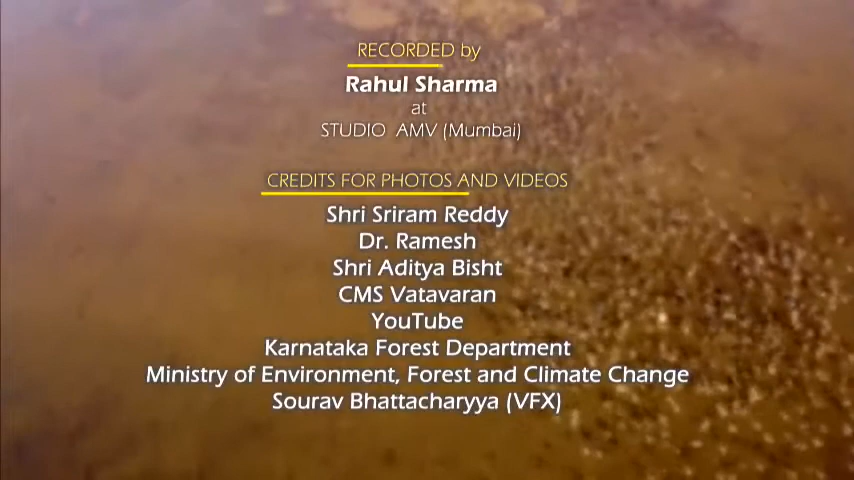 RECORDED by
Rahul Sharma
at
STUDIO AMV (Mumbai)
CREDITS FOR PHOTOS AND VIDEOS
Shri Sriram Reddy
Dr. Ramesh
Shri Aditya Bisht
CMS Vatavaran
YouTube
Karnataka Forest Department
Ministry of Environment, Forest and Climate Change
Sourav Bhattacharyya (VFX)